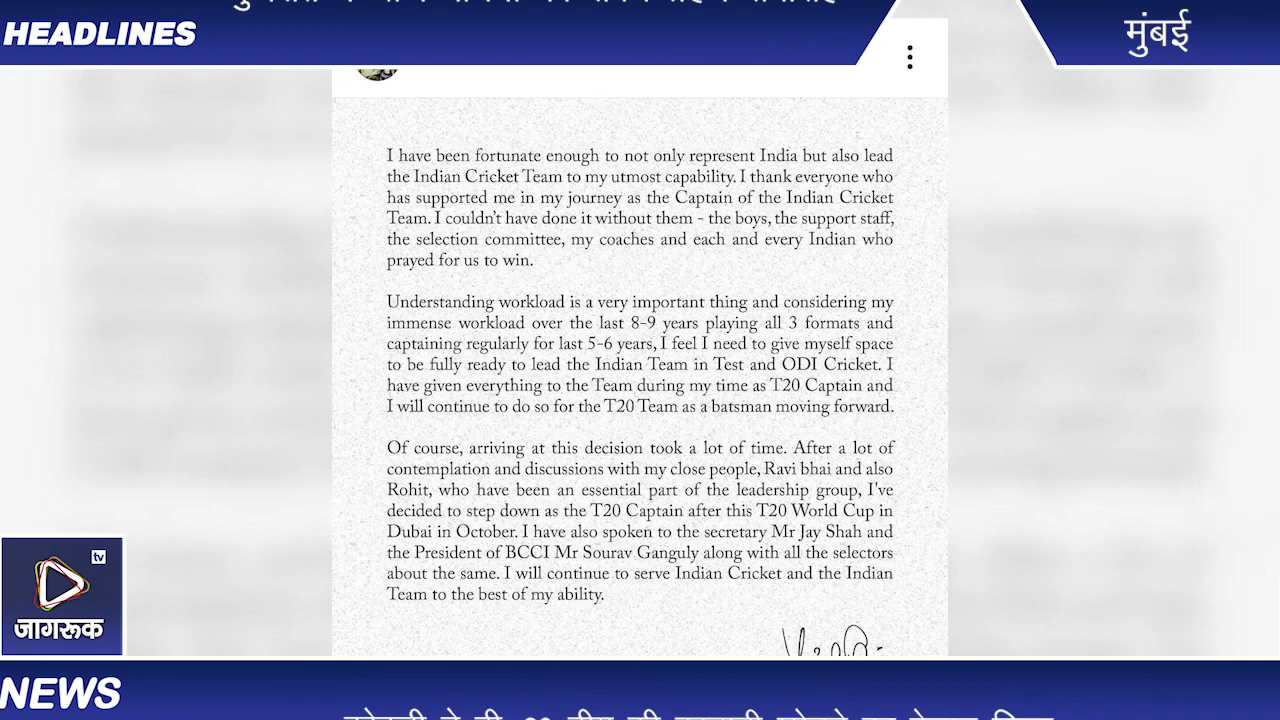 HEADLINES
मुंबई
I have been fortunate enough to not only represent India but also lead
the Indian Cricket Team to my utmost capability. I thank everyone who
has supported me in my journey as the Captain of the Indian Cricket
Team. I couldn't have done it without them - the boys, the support staff,
the selection committee, my coaches and each and every Indian who
prayed for us to win.
Understanding workload is a very important thing and considering my
immense workload over the last 8-9 years playing all 3 formats and
captaining regularly for last 5-6 years, I feel I need to give myself space
to be fully ready to lead the Indian Team in Test and ODI Cricket. I
have given everything to the Team during my time as T20 Captain and
I will continue to do so for the T20 Team as a batsman moving forward.
Of course, arriving at this decision took a lot of time. After a lot of
contemplation and discussions with my close people, Ravi bhai and also
Rohit, who have been an essential part of the leadership group, I've
decided to step down as the T20 Captain after this T20 World Cup in
Dubai in October. I have also spoken to the secretary Mr Jay Shah and
the President of BCCI Mr Sourav Ganguly along with all the selectors
about the same. I will continue to serve Indian Cricket and the Indian
Team to the best of my ability.
tv
जागरूक
NEWS